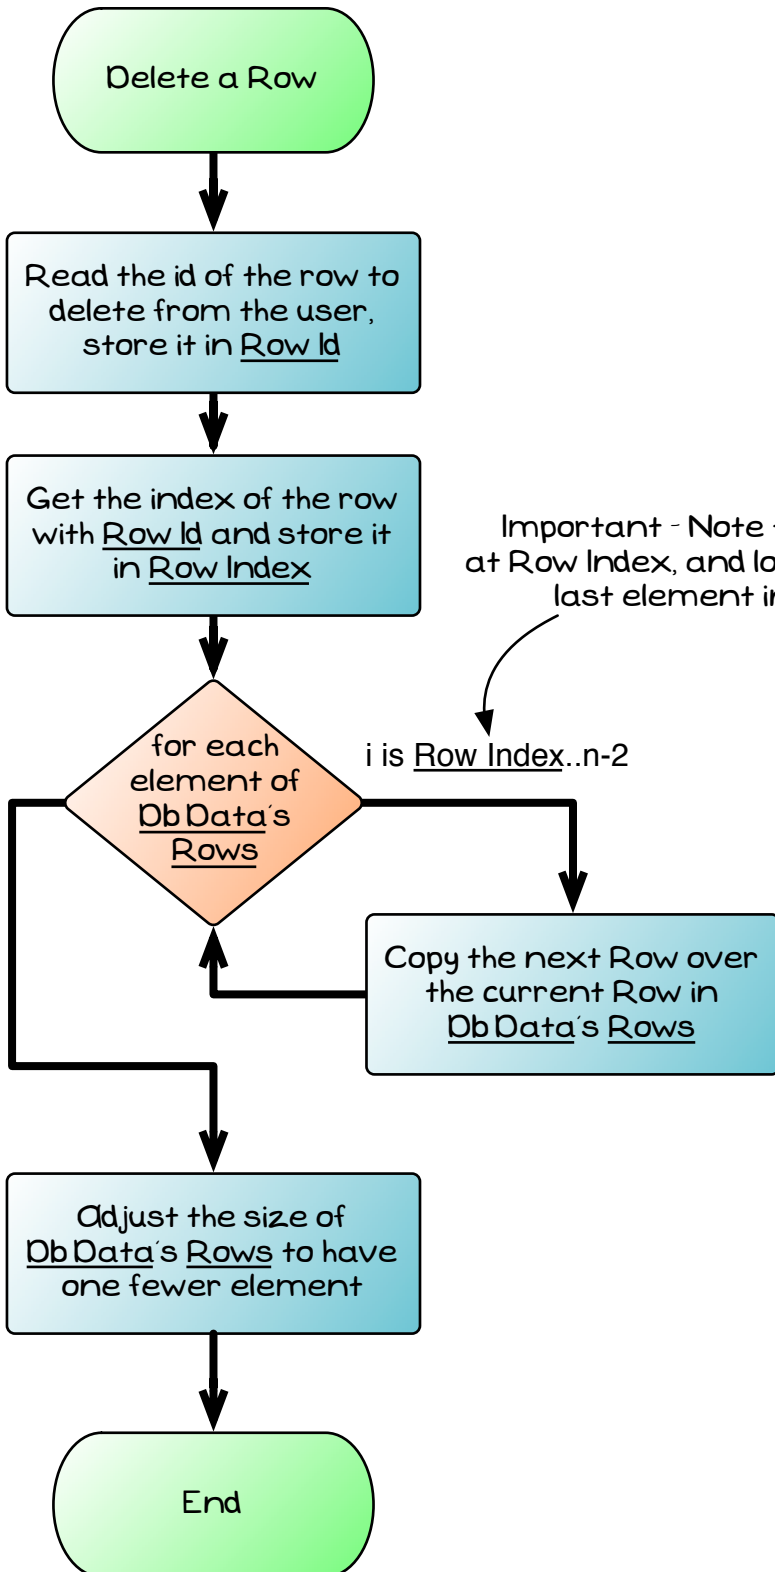 Delete a Row
Read the id of the row to
delete from the user,
store it in Row Id
Get the index of the row
with Row Id and store it
in Row Index
Important - Note
at Row Index, and
last element
for each
element of
Db Data's
Rows
i is Row Index..n-2
Copy the next Row over
the current Row in
Db Data's Rows
Adjust the size of
Db Data's Rows to have
one fewer element
End